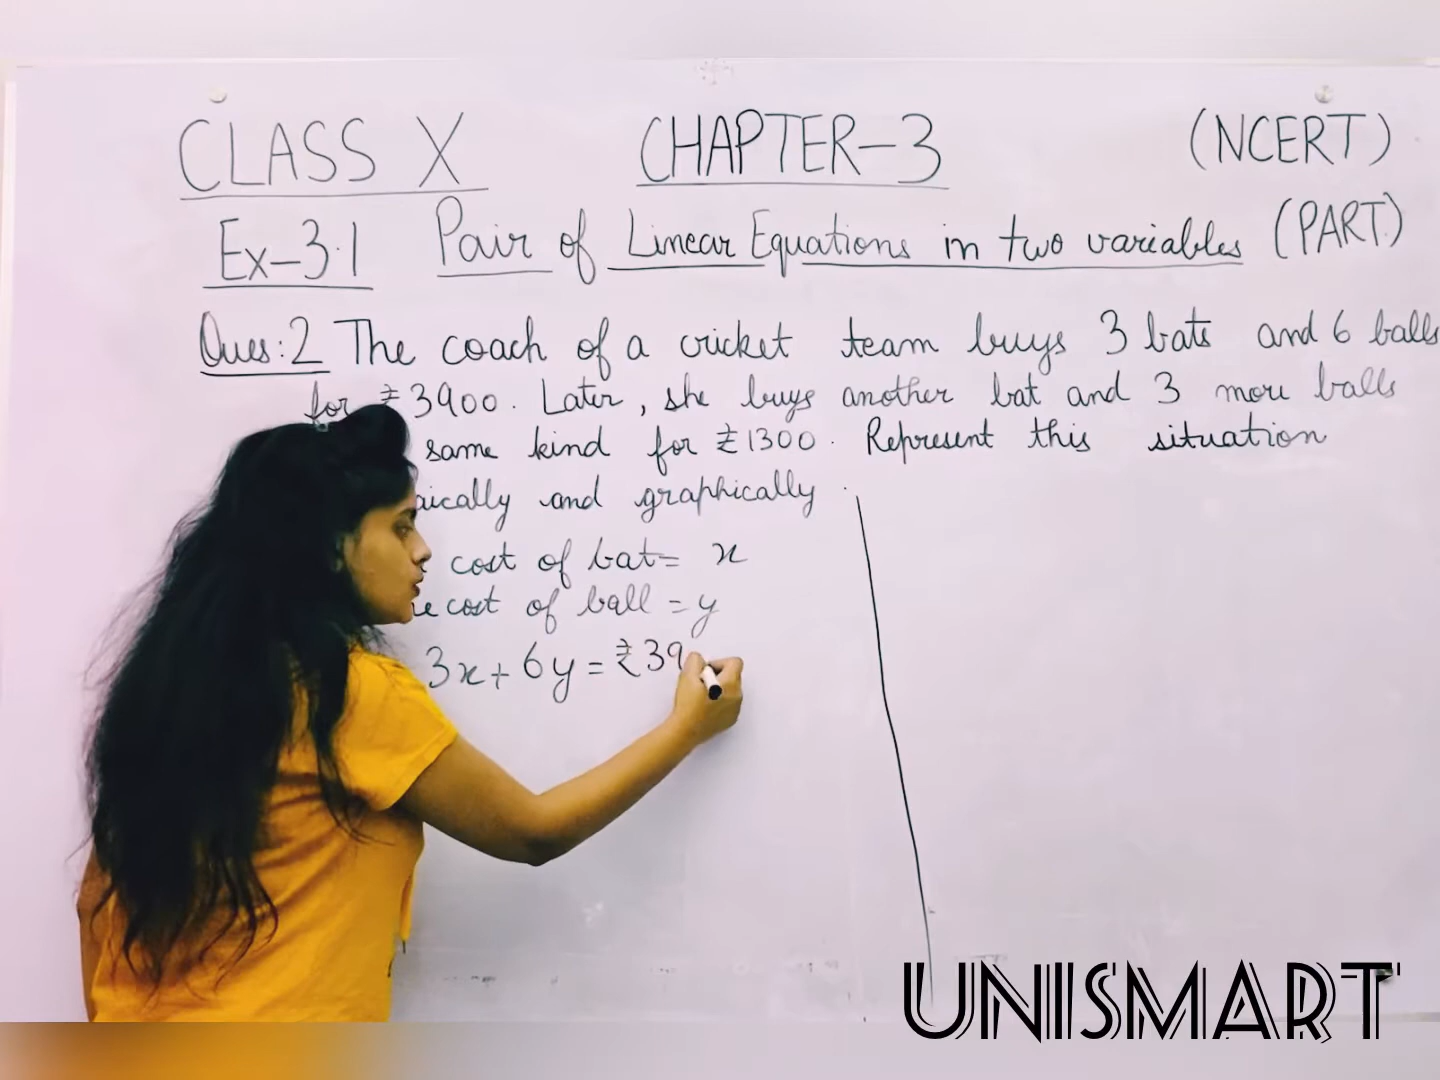 CLASS X CHAPTER-3 (NCERT)
Ex-3.1 Pair of Linear Equations in two variables (PART)
Ques:2 The coach of a cricket team buys 3 bats and 6 balls
for ₹3900. Later, she buys another bat and 3 more balls
same kind for ₹1300. Represent this situation
aically and graphically.
cost of bat = x
cost of ball = y
3x + 6y = ₹39
UNISMART